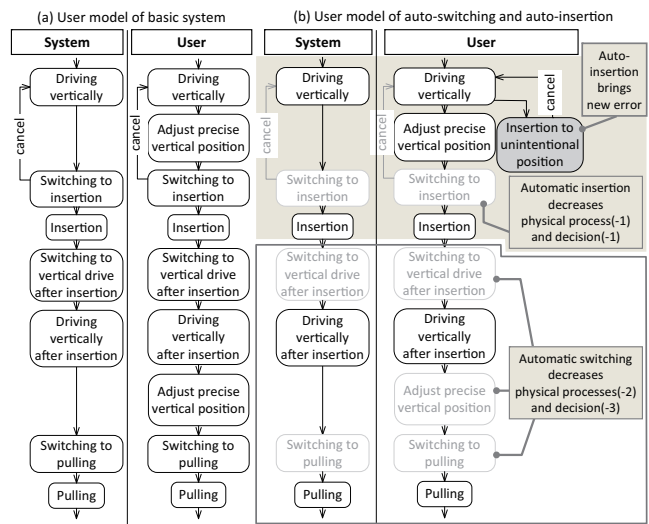 (a) User model of basic system
System
User
Driving
vertically
cancel
Switching to
insertion
Insertion
Switching to
vertical drive
after insertion
Driving
vertically
after insertion
Switching to
pulling
Pulling
Driving
vertically
cancel
Adjust precise
vertical position
Switching to
insertion
Insertion
Switching to
vertical drive
after insertion
Driving
vertically
after insertion
Adjust precise
vertical position
Switching to
pulling
Pulling
(b) User model of auto-switching and auto-insertion
System
User
Driving
vertically
cancel
Switching to
insertion
Insertion
Switching to
vertical drive
after insertion
Driving
vertically
after insertion
Switching to
pulling
Pulling
Driving
vertically
cancel
cancel
Adjust precise
vertical position
Insertion to
unintentional
position
Switching to
insertion
Insertion
Switching to
vertical drive
after insertion
Driving
vertically
after insertion
Adjust precise
vertical position
Switching to
pulling
Pulling
Auto-
insertion
brings
new error
Automatic insertion
decreases
physical process(-1)
and decision(-1)
Automatic switching
decreases
physical processes(-2)
and decision(-3)